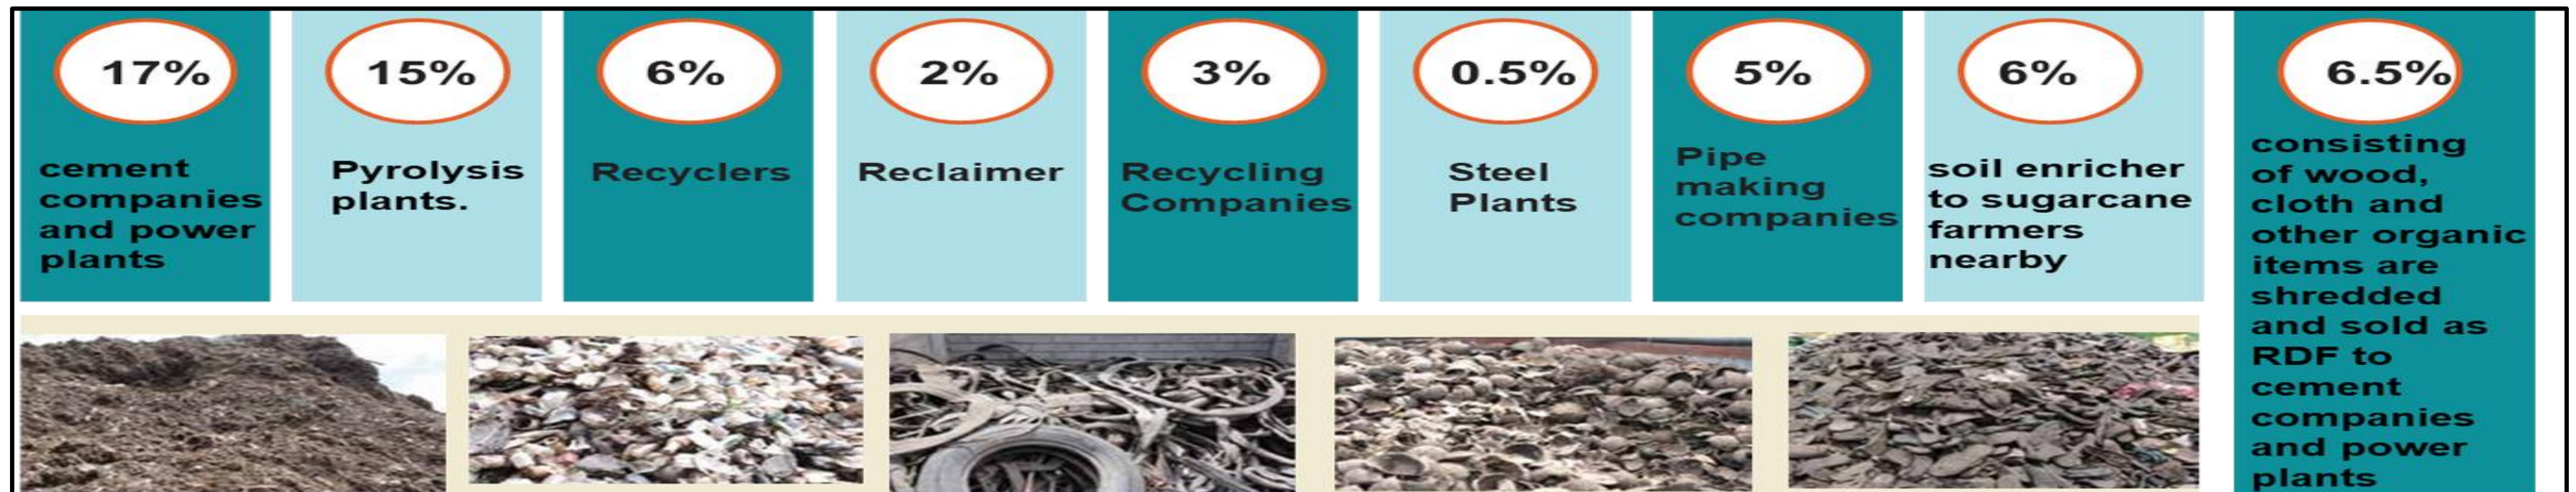 17%
cement
companies
and power
plants
15%
Pyrolysis
plants.
6%
Recyclers
2%
Reclaimer
3%
Recycling
Companies
0.5%
Steel
Plants
5%
Pipe
making
companies
6%
soil enricher
to sugarcane
farmers
nearby
6.5%
consisting
of wood,
cloth and
other organic
items are
shredded
and sold as
RDF to
cement
companies
and power
plants